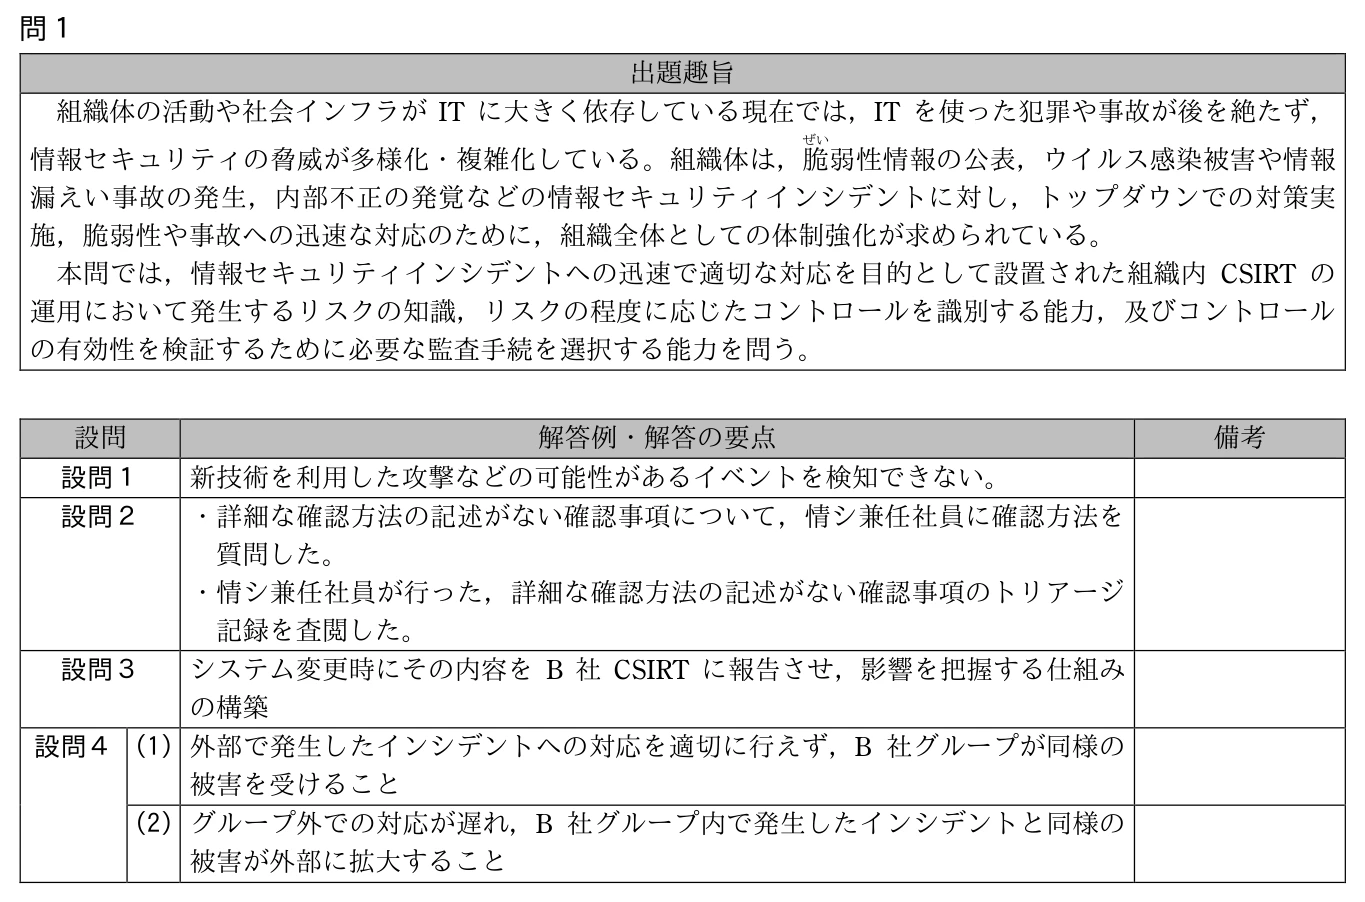 問1
出題趣旨
組織体の活動や社会インフラが IT に大きく依存している現在では，IT を使った犯罪や事故が後を絶たず，
ぜい
情報セキュリティの脅威が多様化・複雑化している。組織体は，脆弱性情報の公表，ウイルス感染被害や情報
漏えい事故の発生，内部不正の発覚などの情報セキュリティインシデントに対し，トップダウンでの対策実
施，脆弱性や事故への迅速な対応のために，組織全体としての体制強化が求められている。
本問では，情報セキュリティインシデントへの迅速で適切な対応を目的として設置された組織内 CSIRT の
運用において発生するリスクの知識，リスクの程度に応じたコントロールを識別する能力，及びコントロール
の有効性を検証するために必要な監査手続を選択する能力を問う。
設問 解答例・解答の要点 備考
設問1 新技術を利用した攻撃などの可能性があるイベントを検知できない。
設問2 ・詳細な確認方法の記述がない確認事項について，情シ兼任社員に確認方法を
質問した。
・情シ兼任社員が行った，詳細な確認方法の記述がない確認事項のトリアージ
記録を査閲した。
設問3 システム変更時にその内容を B 社 CSIRT に報告させ，影響を把握する仕組み
の構築
設問4 (1) 外部で発生したインシデントへの対応を適切に行えず，B 社グループが同様の
被害を受けること
(2) グループ外での対応が遅れ，B 社グループ内で発生したインシデントと同様の
被害が外部に拡大すること